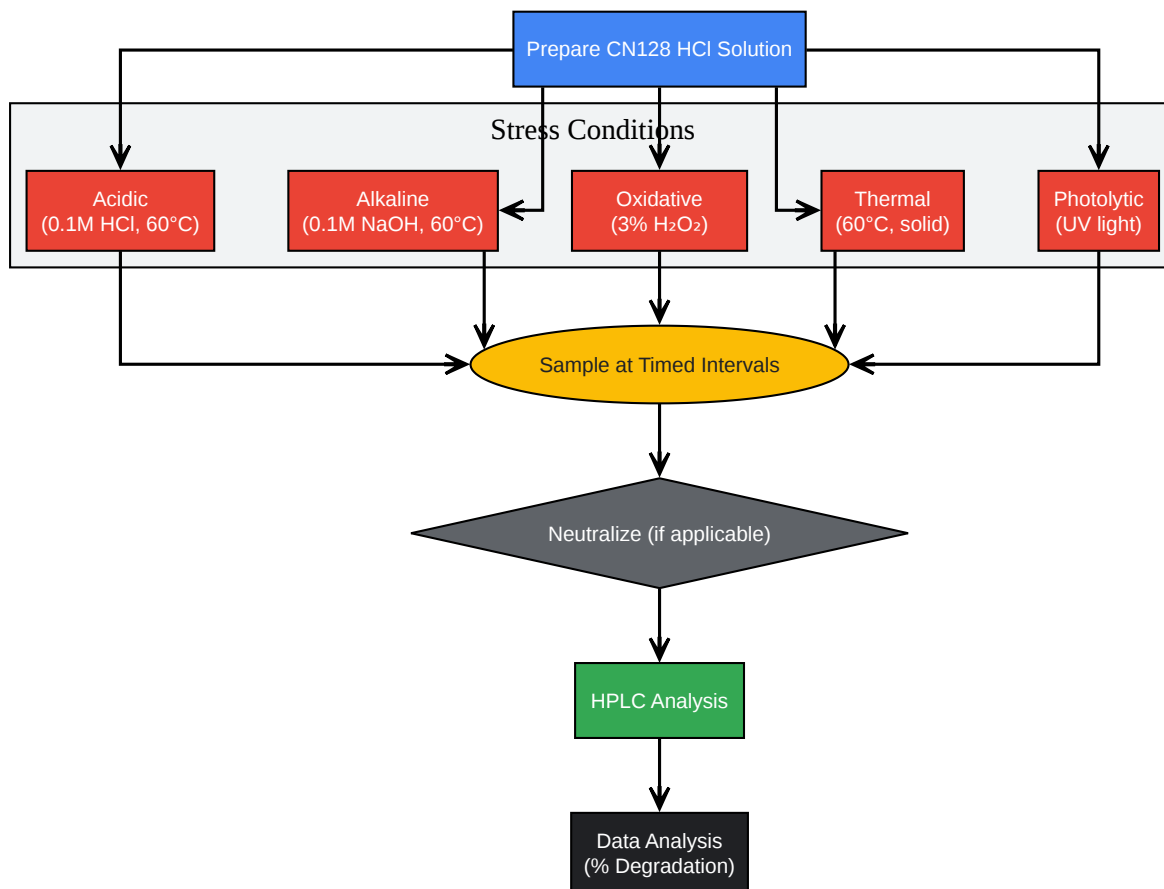 Prepare CN128 HCl Solution
Stress Conditions
Acidic
(0.1M HCl, 60°C)
Alkaline
(0.1M NaOH, 60°C)
Oxidative
(3% H₂O₂)
Thermal
(60°C, solid)
Photolytic
(UV light)
Sample at Timed Intervals
Neutralize (if applicable)
HPLC Analysis
Data Analysis
(% Degradation)